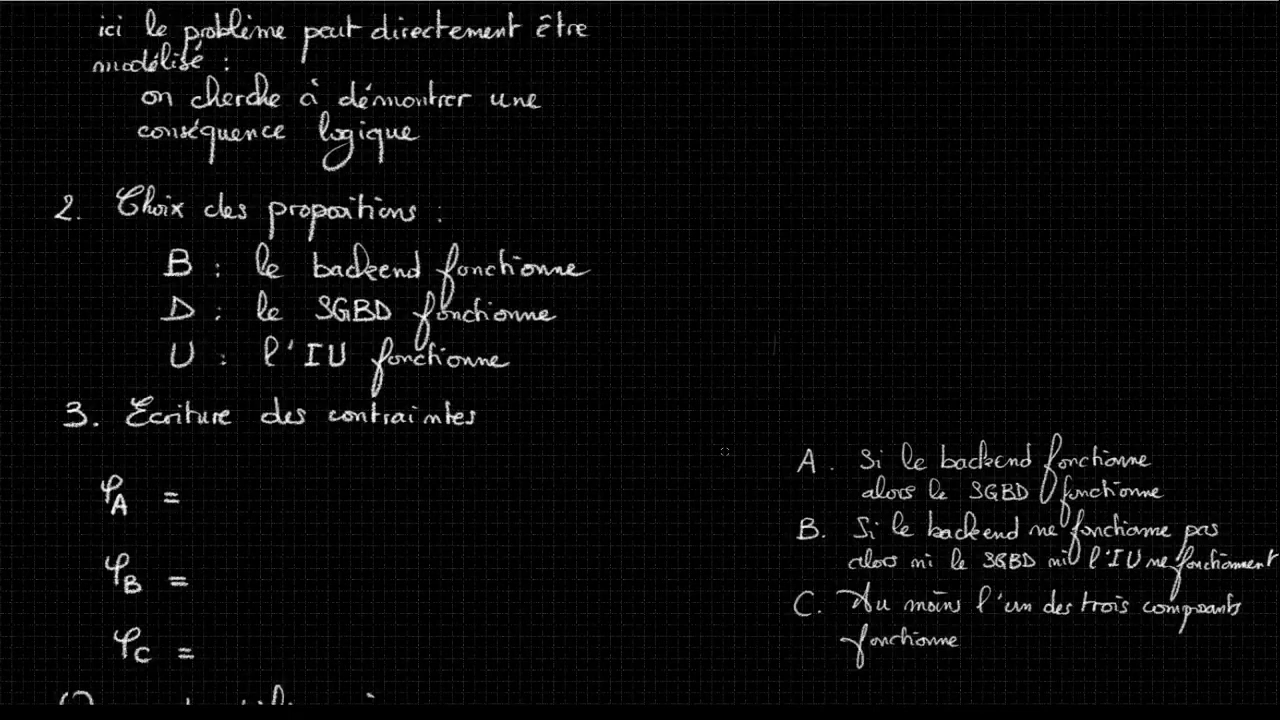 ici le problème peut directement être
modélisé :
on cherche à démontrer une
conséquence logique
2. Choix des propositions :
B : le backend fonctionne
D : le SGBD fonctionne
U : l'IU fonctionne
3. Ecriture des contraintes
φA =
φB =
φC =
A. Si le backend fonctionne
alors le SGBD fonctionne
B. Si le backend ne fonctionne pas
alors ni le SGBD ni l'IU ne fonctionnent
C. Au moins l'un des trois composants
fonctionne